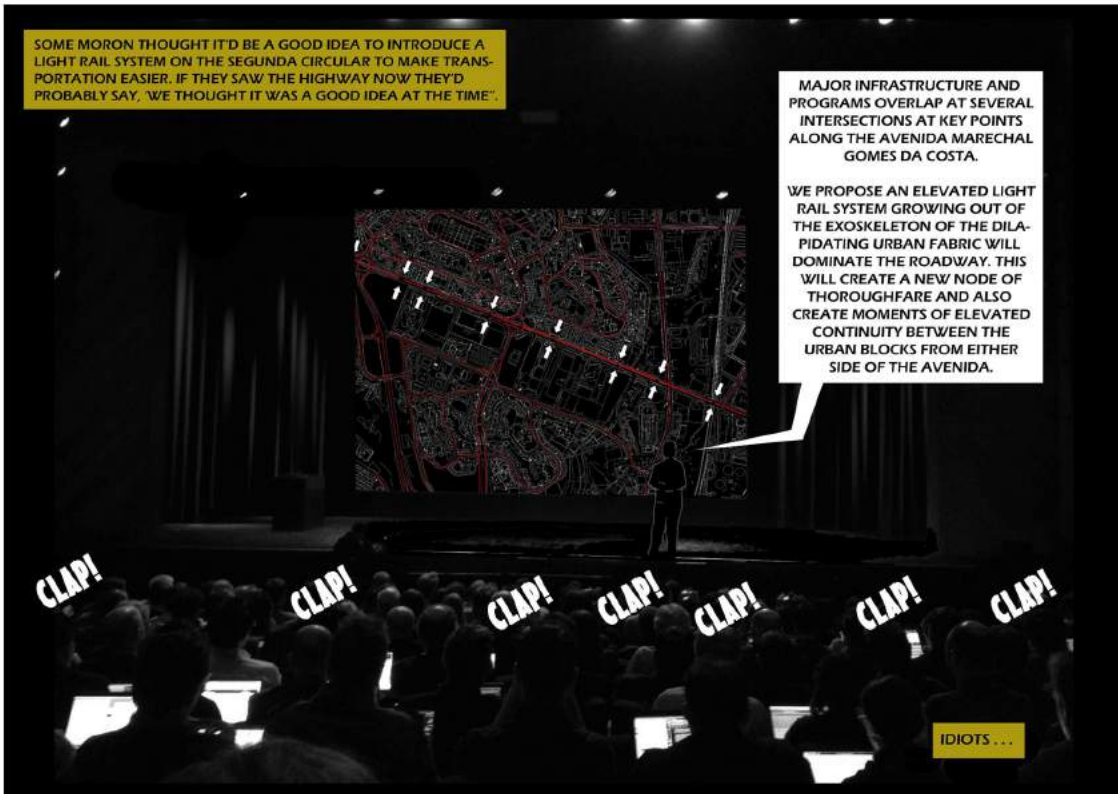 SOME MORON THOUGHT IT'D BE A GOOD IDEA TO INTRODUCE A
LIGHT RAIL SYSTEM ON THE SEGUNDA CIRCULAR TO MAKE TRANS-
PORTATION EASIER. IF THEY SAW THE HIGHWAY NOW THEY'D
PROBABLY SAY, 'WE THOUGHT IT WAS A GOOD IDEA AT THE TIME".
MAJOR INFRASTRUCTURE AND
PROGRAMS OVERLAP AT SEVERAL
INTERSECTIONS AT KEY POINTS
ALONG THE AVENIDA MARECHAL
GOMES DA COSTA.
WE PROPOSE AN ELEVATED LIGHT
RAIL SYSTEM GROWING OUT OF
THE EXOSKELETON OF THE DILA-
PIDATING URBAN FABRIC WILL
DOMINATE THE ROADWAY. THIS
WILL CREATE A NEW NODE OF
THOROUGHFARE AND ALSO
CREATE MOMENTS OF ELEVATED
CONTINUITY BETWEEN THE
URBAN BLOCKS FROM EITHER
SIDE OF THE AVENIDA.
CLAP!
CLAP!
CLAP!
CLAP!
CLAP!
CLAP!
CLAP!
IDIOTS . . .